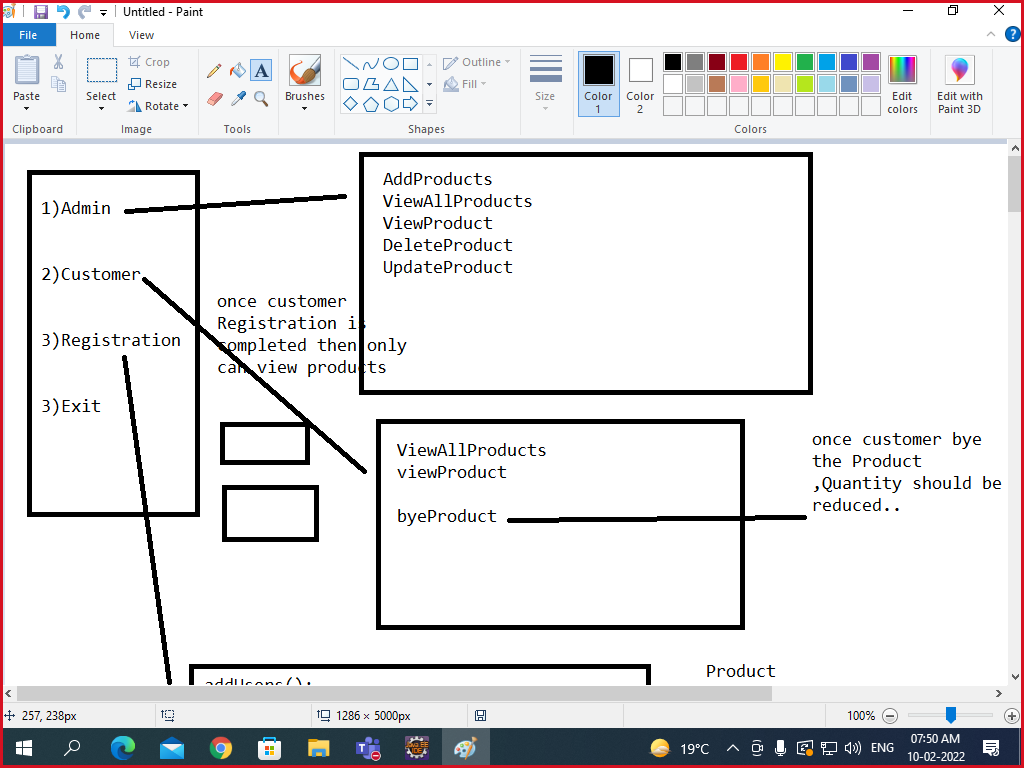 Untitled - Paint
File
Home
View
Paste
Clipboard
Select
Crop
Resize
Rotate
Image
Tools
Brushes
Shapes
Outline
Fill
Size
Color
1
Color
2
Colors
Edit
colors
Edit with
Paint 3D
1)Admin
2)Customer
3)Registration
3)Exit
AddProducts
ViewAllProducts
ViewProduct
DeleteProduct
UpdateProduct
once customer
Registration is
completed then only
can view products
ViewAllProducts
viewProduct
byeProduct
once customer bye
the Product
,Quantity should be
reduced..
addUsers();
Product
257, 238px
1286 × 5000px
100%
19°C
ENG
07:50 AM
10-02-2022